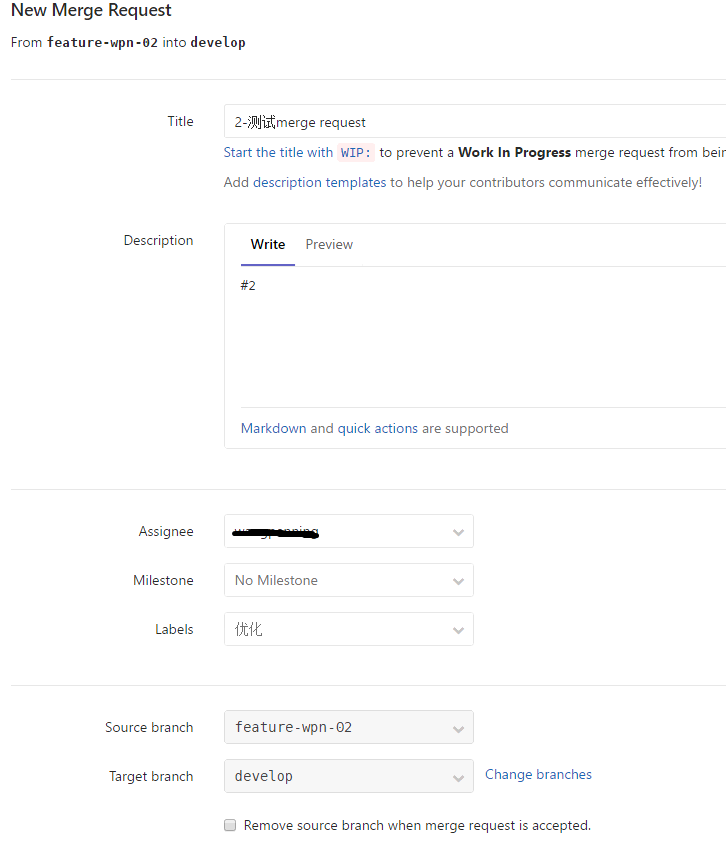 New Merge Request
From feature-wpn-02 into develop
Title
2-测试merge request
Start the title with WIP: to prevent a Work In Progress merge request from bein
Add description templates to help your contributors communicate effectively!
Description
Write Preview
#2
Markdown and quick actions are supported
Assignee
Milestone No Milestone
Labels 优化
Source branch feature-wpn-02
Target branch develop Change branches
Remove source branch when merge request is accepted.